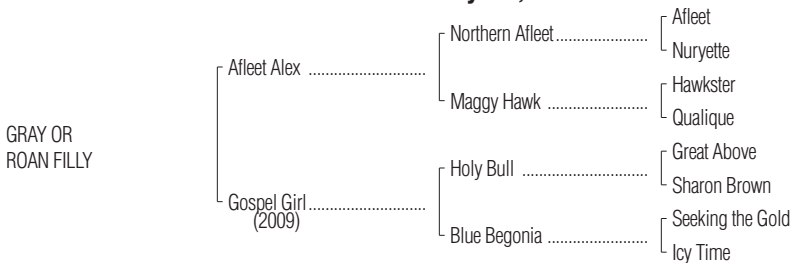 Afleet
Northern Afleet
Nuryette
Afleet Alex
Hawkster
Maggy Hawk
Qualique
GRAY OR
ROAN FILLY
Great Above
Holy Bull
Sharon Brown
Gospel Girl
(2009)
Seeking the Gold
Blue Begonia
Icy Time